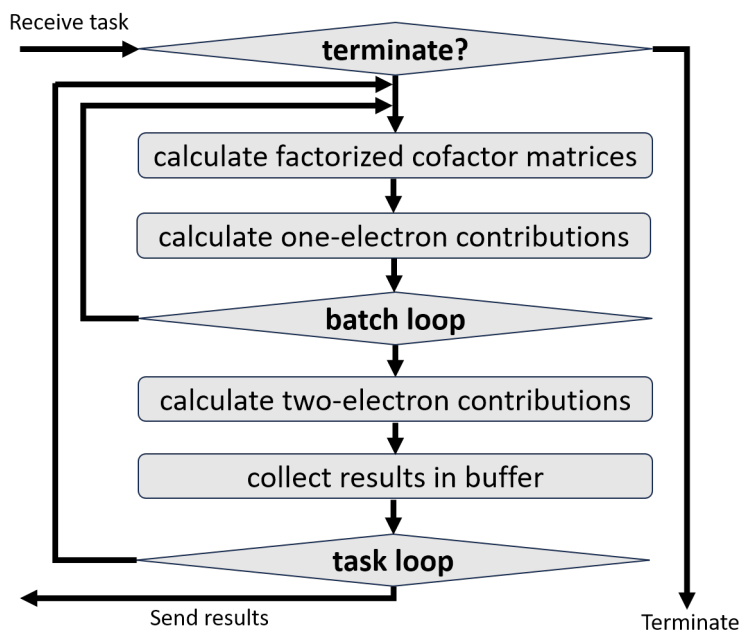 Receive task
terminate?
calculate factorized cofactor matrices
calculate one-electron contributions
batch loop
calculate two-electron contributions
collect results in buffer
task loop
Send results
Terminate